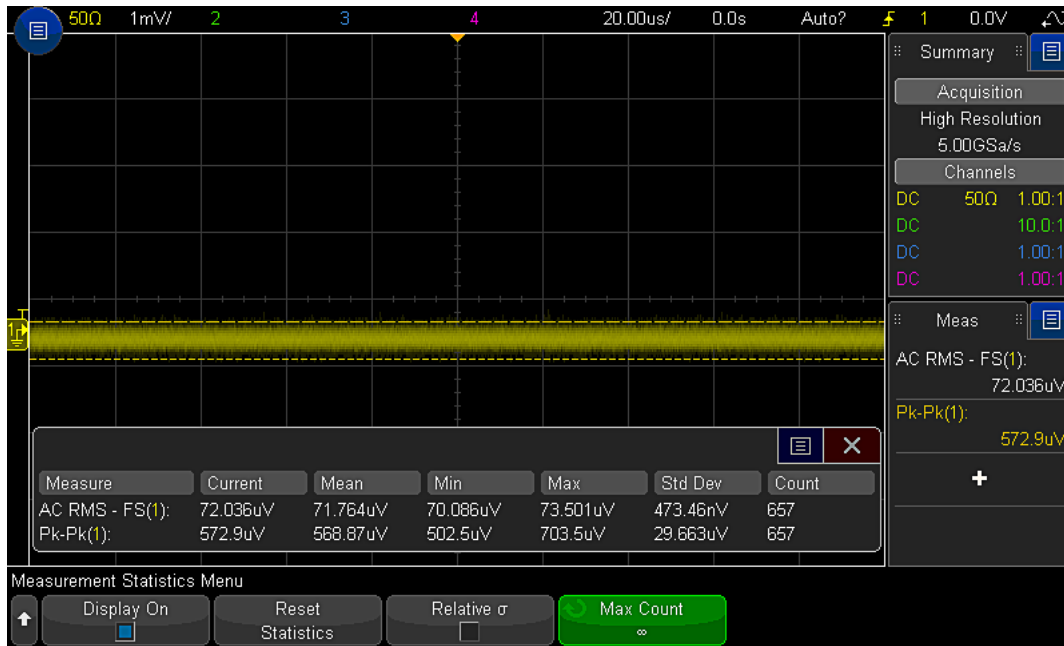 50Ω 1mV/ 2 3 4 20.00us/ 0.0s Auto? 1 0.0V
Summary
Acquisition
High Resolution
5.00GSa/s
Channels
DC 50Ω 1.00:1
DC 10.0:1
DC 1.00:1
DC 1.00:1
T
1
Meas
AC RMS - FS(1):
72.036uV
Pk-Pk(1):
572.9uV
Measure Current Mean Min Max Std Dev Count
AC RMS - FS(1): 72.036uV 71.764uV 70.086uV 73.501uV 473.46nV 657
Pk-Pk(1): 572.9uV 568.87uV 502.5uV 703.5uV 29.663uV 657
Measurement Statistics Menu
Display On
Reset
Statistics
Relative σ
Max Count
∞